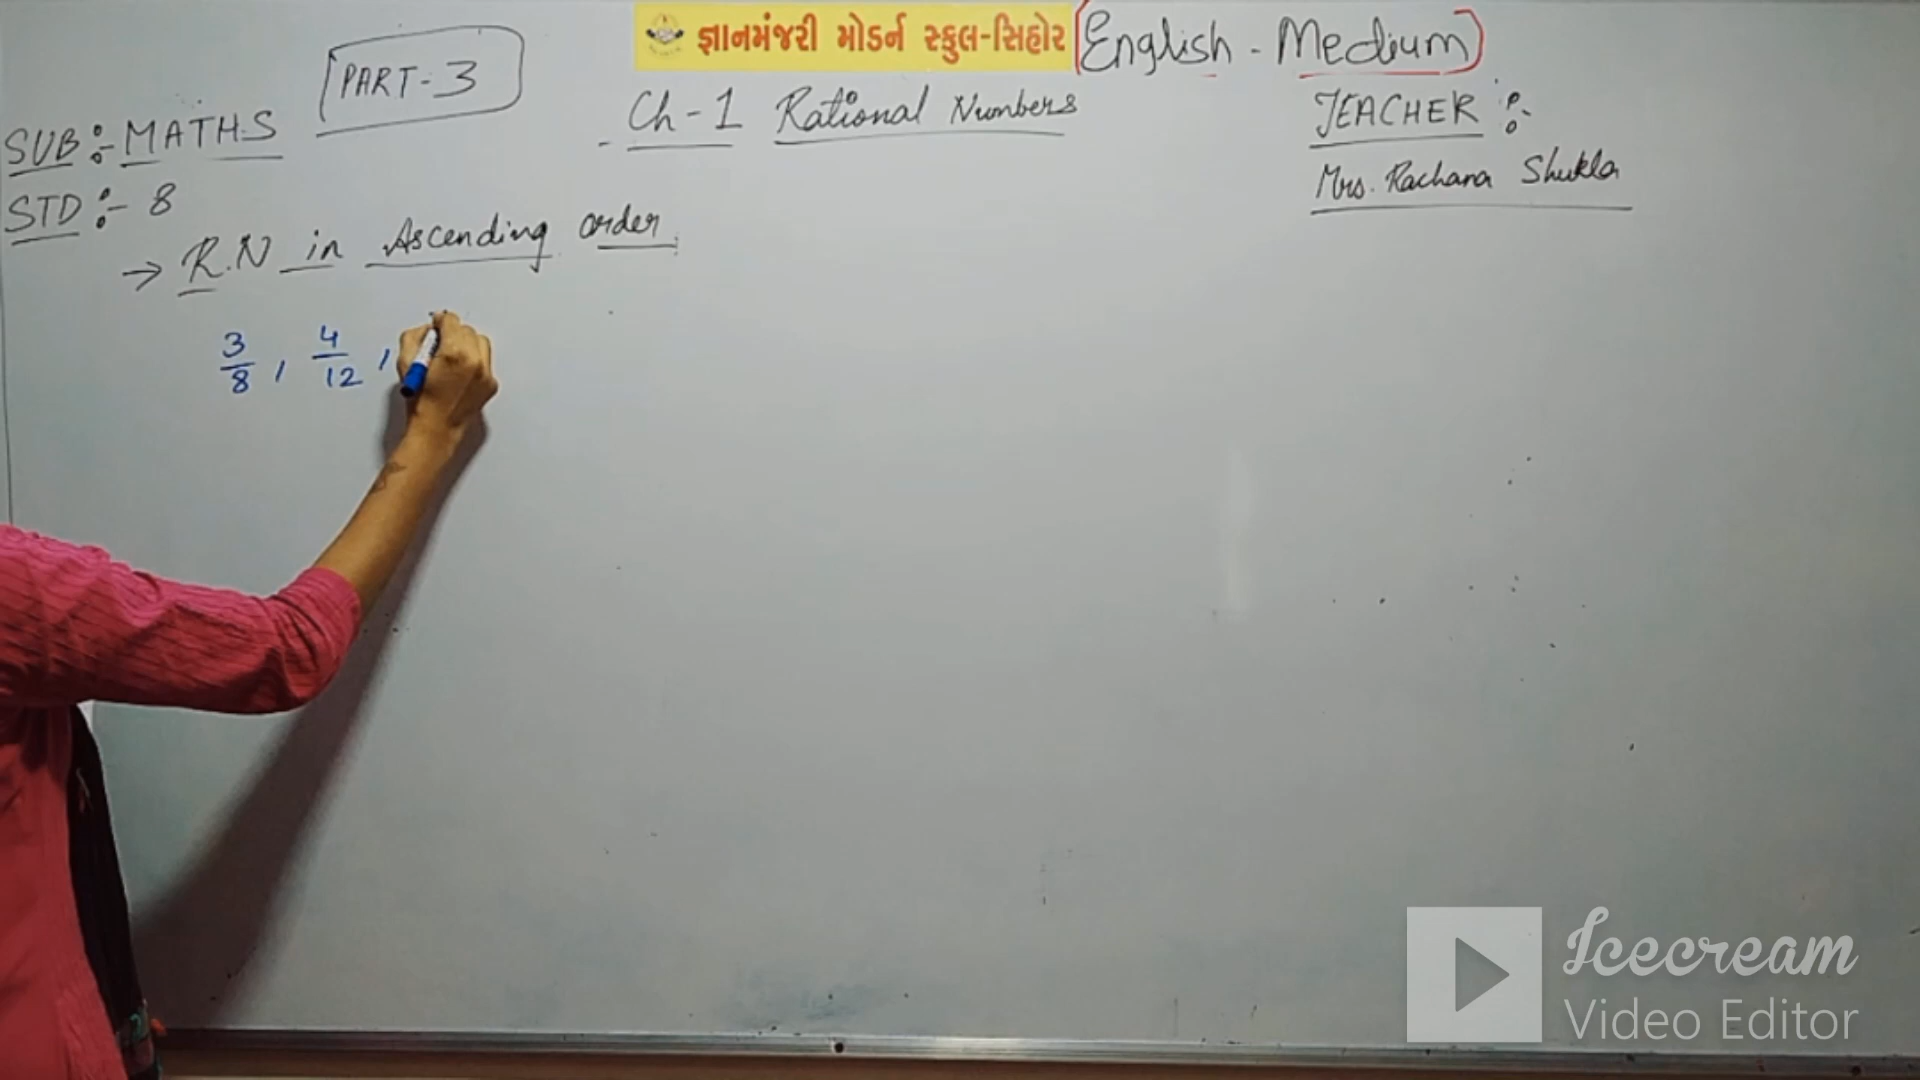 જ્ઞાનમંજરી મોડર્ન સ્કુલ-સિહોર (English - Medium)
PART-3
Ch-1 Rational Numbers
TEACHER :-
Mrs. Rachana Shukla
SUB :- MATHS
STD :- 8
→ R.N in Ascending order
3/8, 4/12,
Icecream
Video Editor